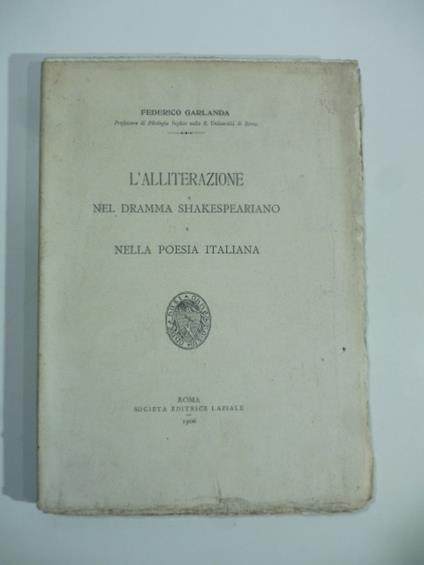 FEDERICO GARLANDA
Professore di Filologia Inglese nella R. Università di Roma.
L'ALLITERAZIONE
NEL DRAMMA SHAKESPEARIANO
E
NELLA POESIA ITALIANA
ROMA
SOCIETÀ EDITRICE LAZIALE
1906